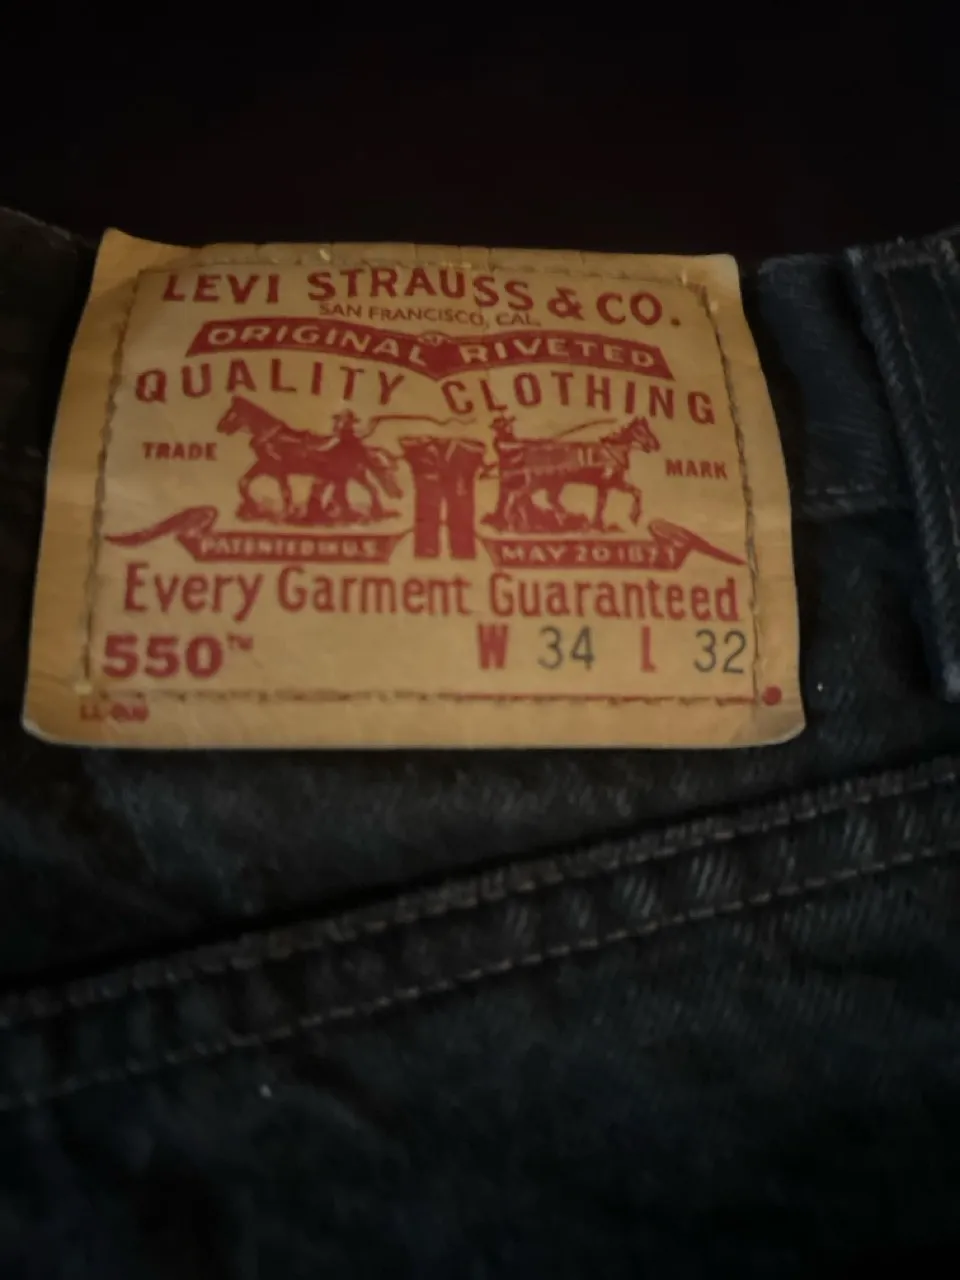 LEVI STRAUSS & CO.
SAN FRANCISCO, CAL.
ORIGINAL RIVETED
QUALITY CLOTHING
TRADE MARK
PATENTED IN U.S. MAY 20 1873
Every Garment Guaranteed
550™ W 34 L 32